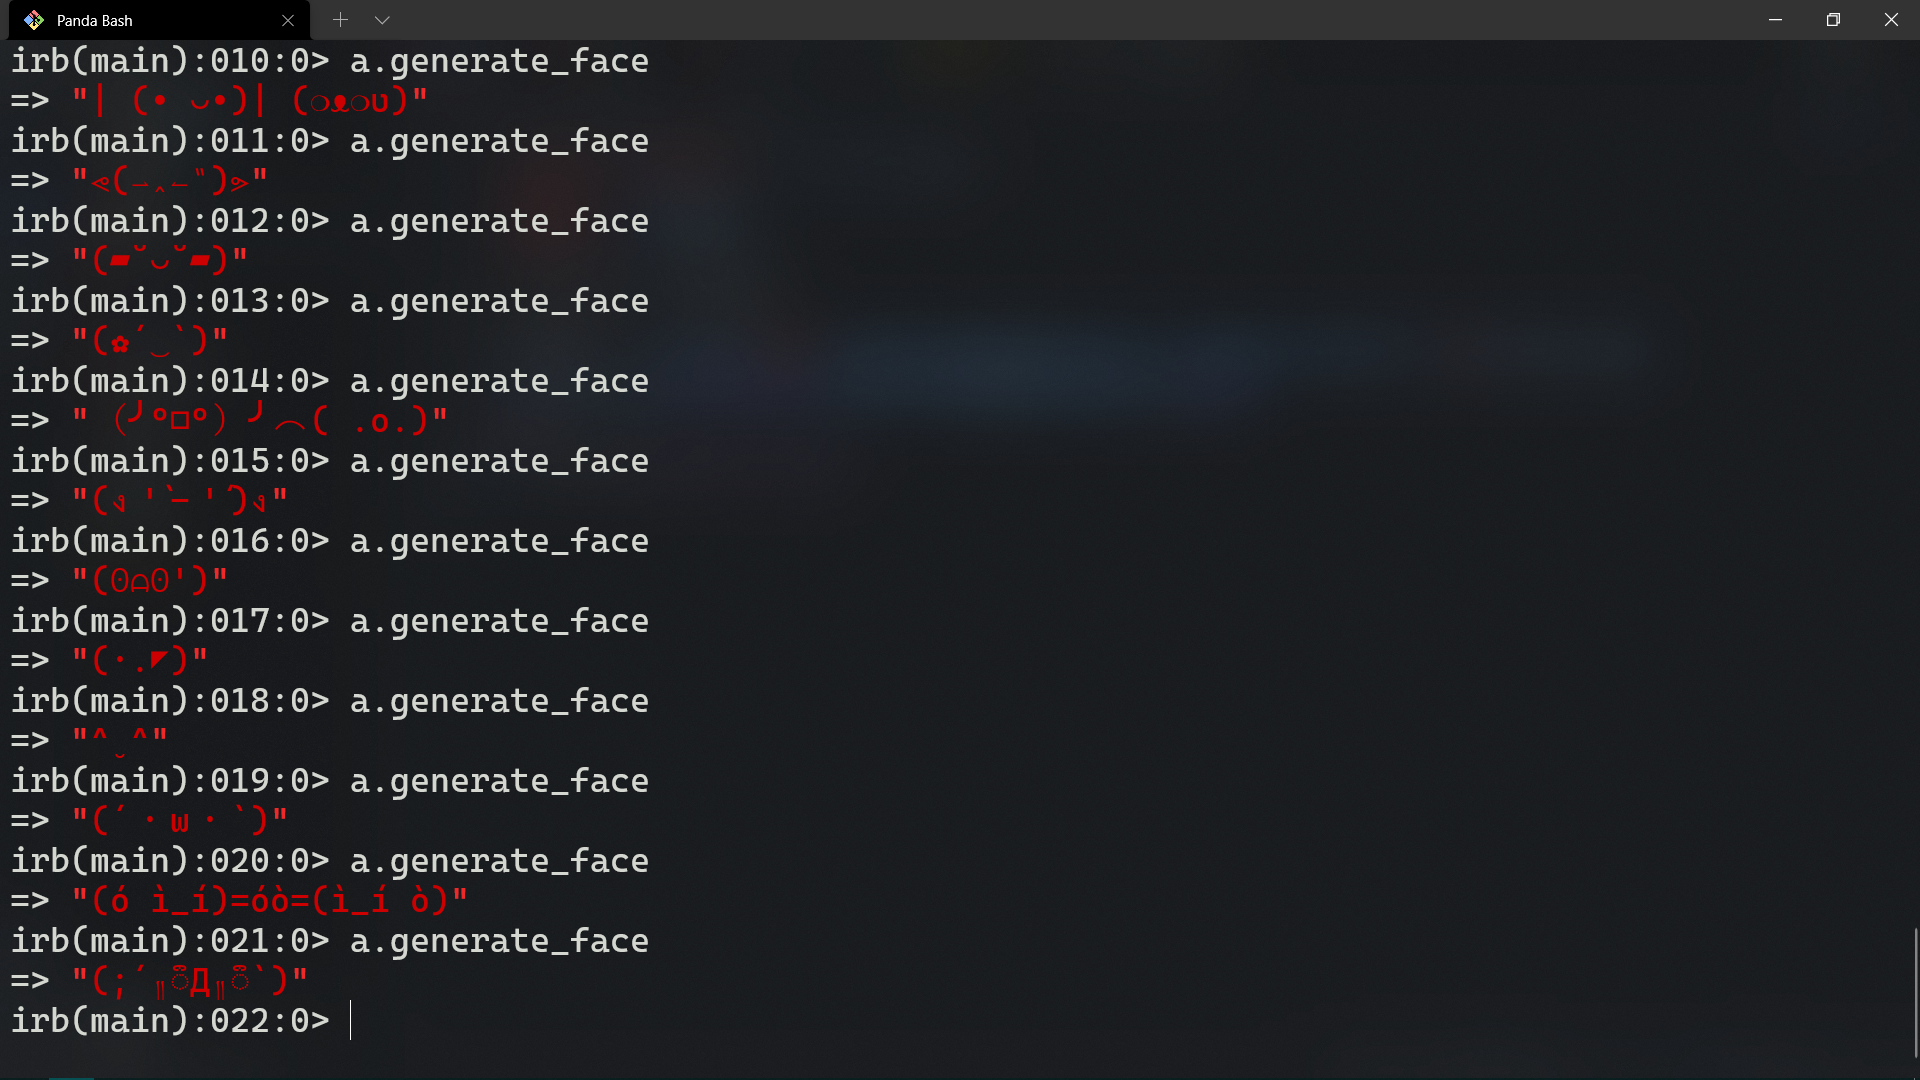 Panda Bash
irb(main):010:0> a.generate_face
=> "| (• ◡•)| (❍ᴥ❍ʋ)"
irb(main):011:0> a.generate_face
=> "⋖(⇀‸↼‶)⋗"
irb(main):012:0> a.generate_face
=> "(▰˘◡˘▰)"
irb(main):013:0> a.generate_face
=> "(✿´‿`)"
irb(main):014:0> a.generate_face
=> "（╯°□°）╯︵( .o.)"
irb(main):015:0> a.generate_face
=> "(ง '̀-'́)ง"
irb(main):016:0> a.generate_face
=> "(ʘᗩʘ')"
irb(main):017:0> a.generate_face
=> "(·.◤)"
irb(main):018:0> a.generate_face
=> "^̮^"
irb(main):019:0> a.generate_face
=> "(´・ω・`)"
irb(main):020:0> a.generate_face
=> "(ó ì_í)=óò=(ì_í ò)"
irb(main):021:0> a.generate_face
=> "(;´༎ຶД༎ຶ`)"
irb(main):022:0>